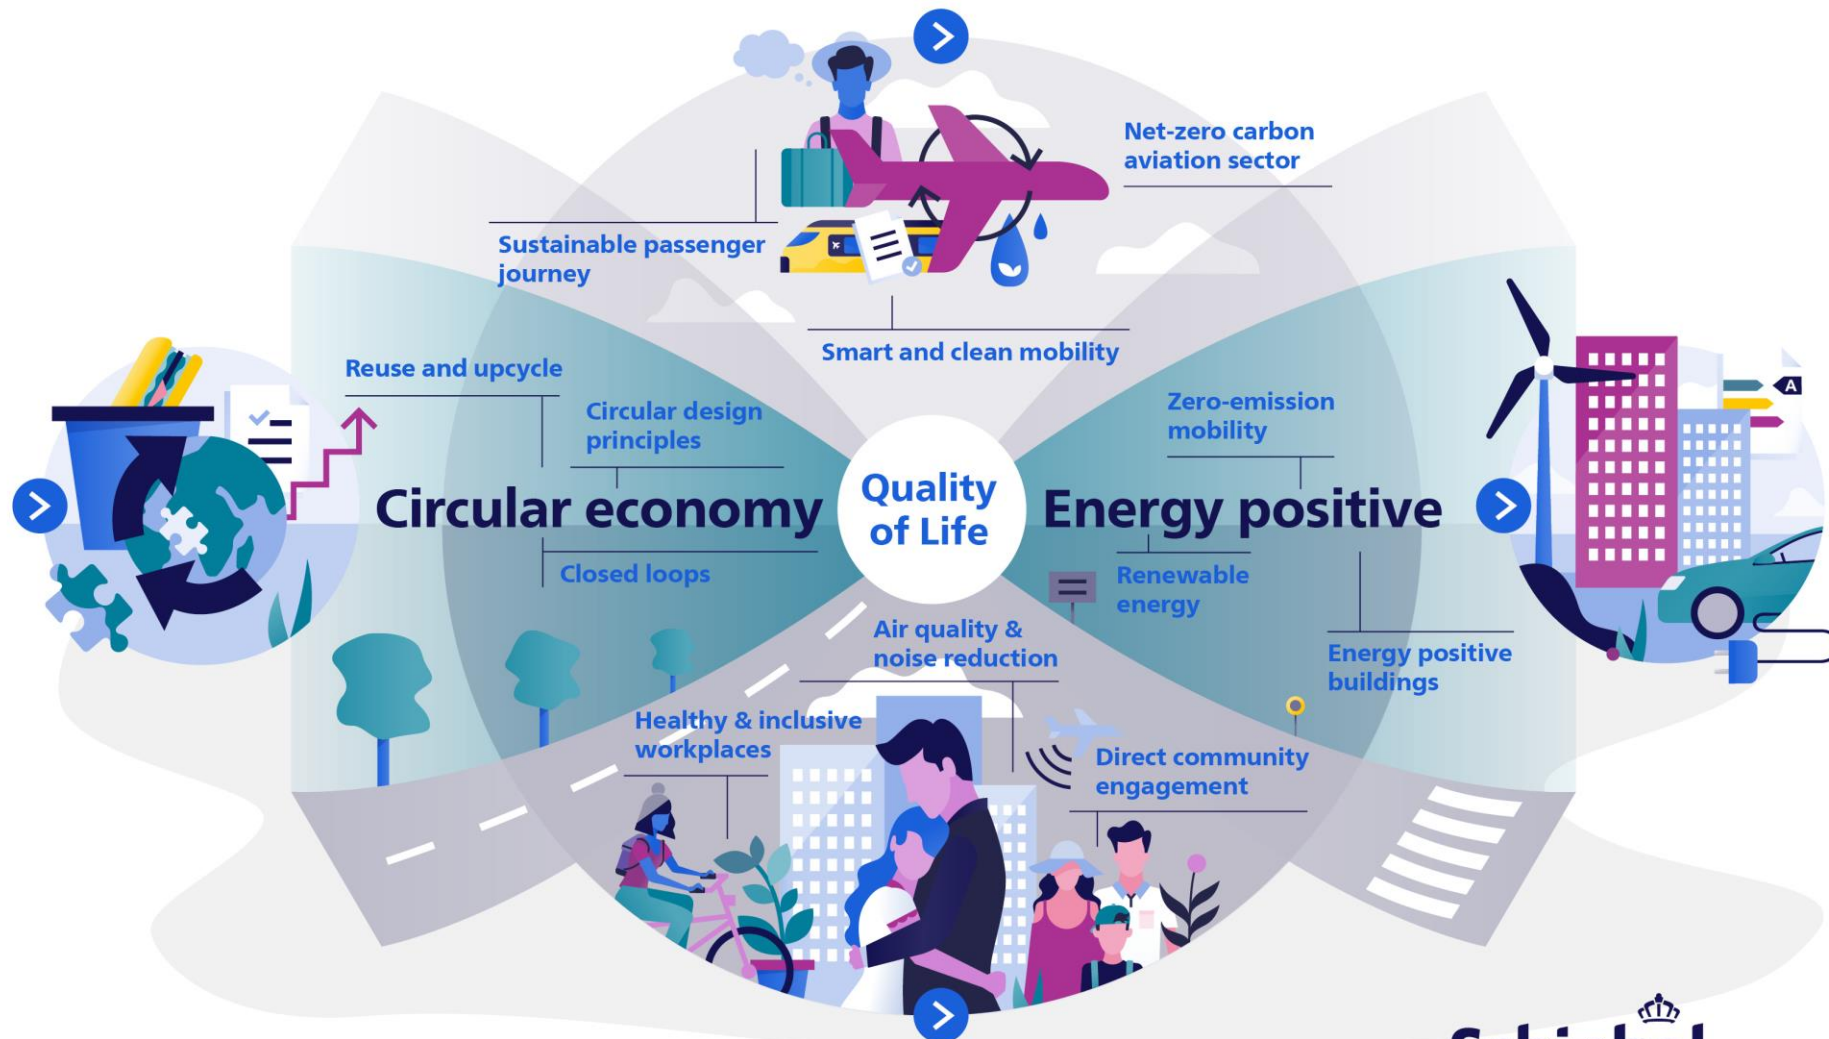 Net-zero carbon
aviation sector
Sustainable passenger
journey
Smart and clean mobility
Reuse and upcycle
Circular design
principles
Zero-emission
mobility
A
Circular economy
Quality
of Life
Energy positive
Closed loops
Renewable
energy
Air quality &
noise reduction
Energy positive
buildings
Healthy & inclusive
workplaces
Direct community
engagement